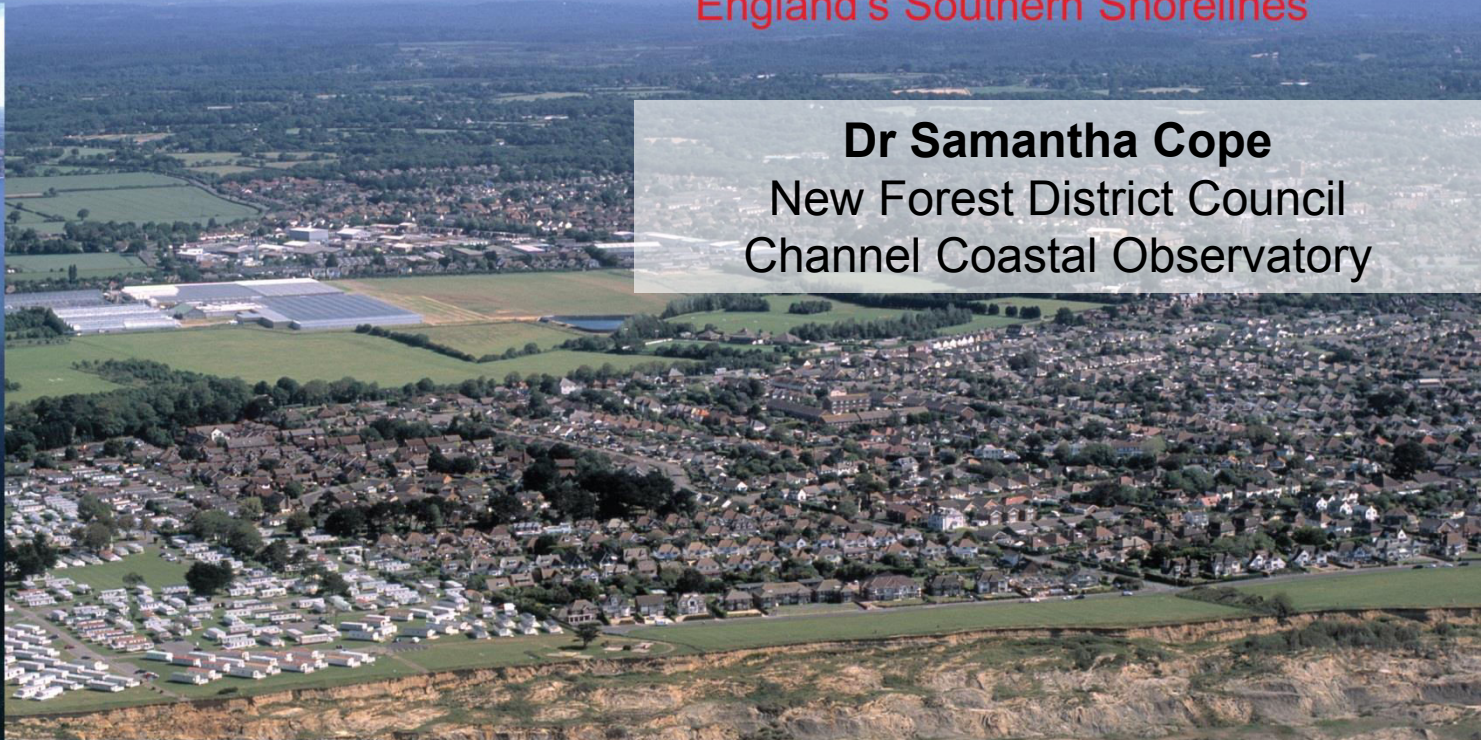 England's Southern Shorelines
Dr Samantha Cope
New Forest District Council
Channel Coastal Observatory